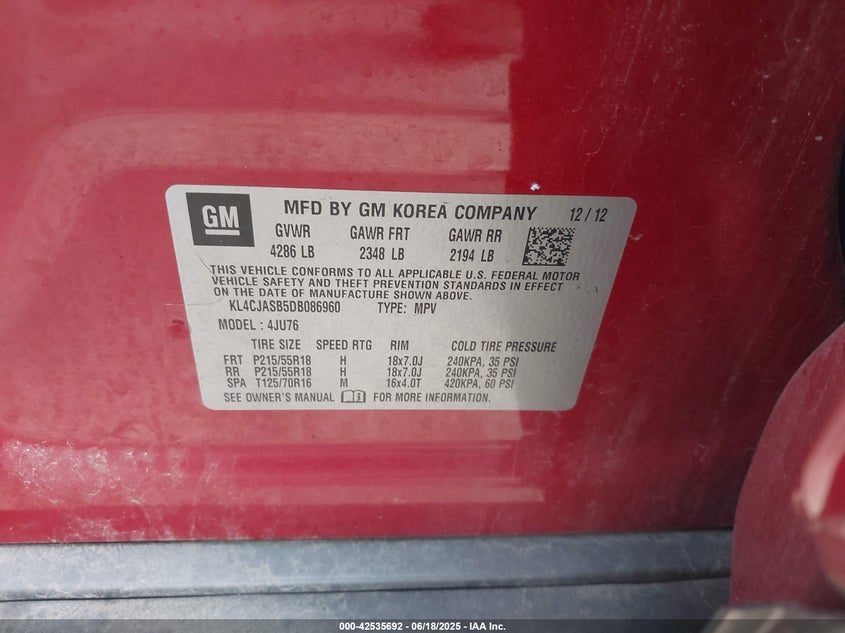 GM
MFD BY GM KOREA COMPANY 12/12
GVWR GAWR FRT GAWR RR
4286 LB 2348 LB 2194 LB
THIS VEHICLE CONFORMS TO ALL APPLICABLE U.S. FEDERAL MOTOR
VEHICLE SAFETY AND THEFT PREVENTION STANDARDS IN EFFECT
ON THE DATE OF MANUFACTURE SHOWN ABOVE.
KL4CJASB5DB086960 TYPE: MPV
MODEL : 4JU76
TIRE SIZE SPEED RTG RIM COLD TIRE PRESSURE
FRT P215/55R18 H 18x7.0J 240KPA, 35 PSI
RR P215/55R18 H 18x7.0J 240KPA, 35 PSI
SPA T125/70R16 M 16x4.0T 420KPA, 60 PSI
SEE OWNER'S MANUAL FOR MORE INFORMATION.
000-42535692 - 06/18/2025 - IAA Inc.